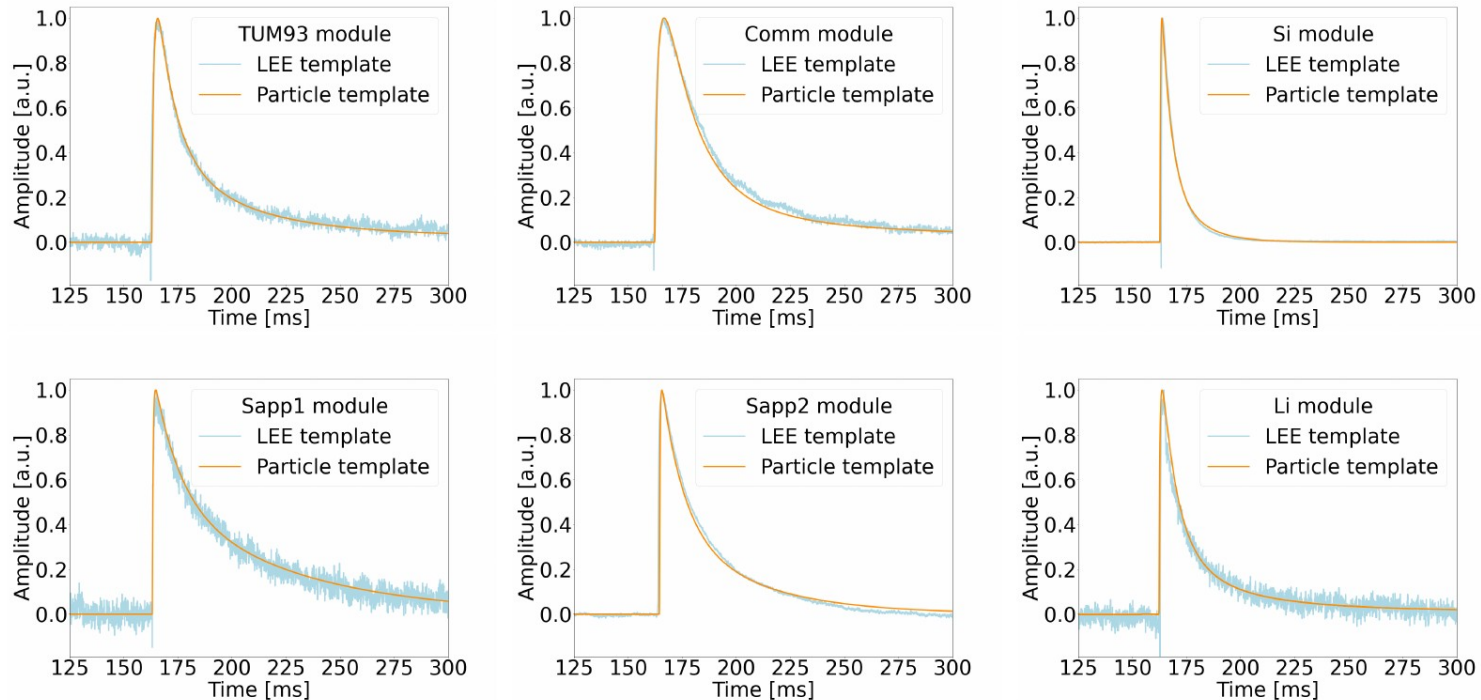 TUM93 module
LEE template
Particle template
Amplitude [a.u.]
1.0
0.8
0.6
0.4
0.2
0.0
125 150 175 200 225 250 275 300
Time [ms]
Comm module
LEE template
Particle template
Amplitude [a.u.]
1.0
0.8
0.6
0.4
0.2
0.0
125 150 175 200 225 250 275 300
Time [ms]
Si module
LEE template
Particle template
Amplitude [a.u.]
1.0
0.8
0.6
0.4
0.2
0.0
125 150 175 200 225 250 275 300
Time [ms]
Sapp1 module
LEE template
Particle template
Amplitude [a.u.]
1.0
0.8
0.6
0.4
0.2
0.0
125 150 175 200 225 250 275 300
Time [ms]
Sapp2 module
LEE template
Particle template
Amplitude [a.u.]
1.0
0.8
0.6
0.4
0.2
0.0
125 150 175 200 225 250 275 300
Time [ms]
Li module
LEE template
Particle template
Amplitude [a.u.]
1.0
0.8
0.6
0.4
0.2
0.0
125 150 175 200 225 250 275 300
Time [ms]